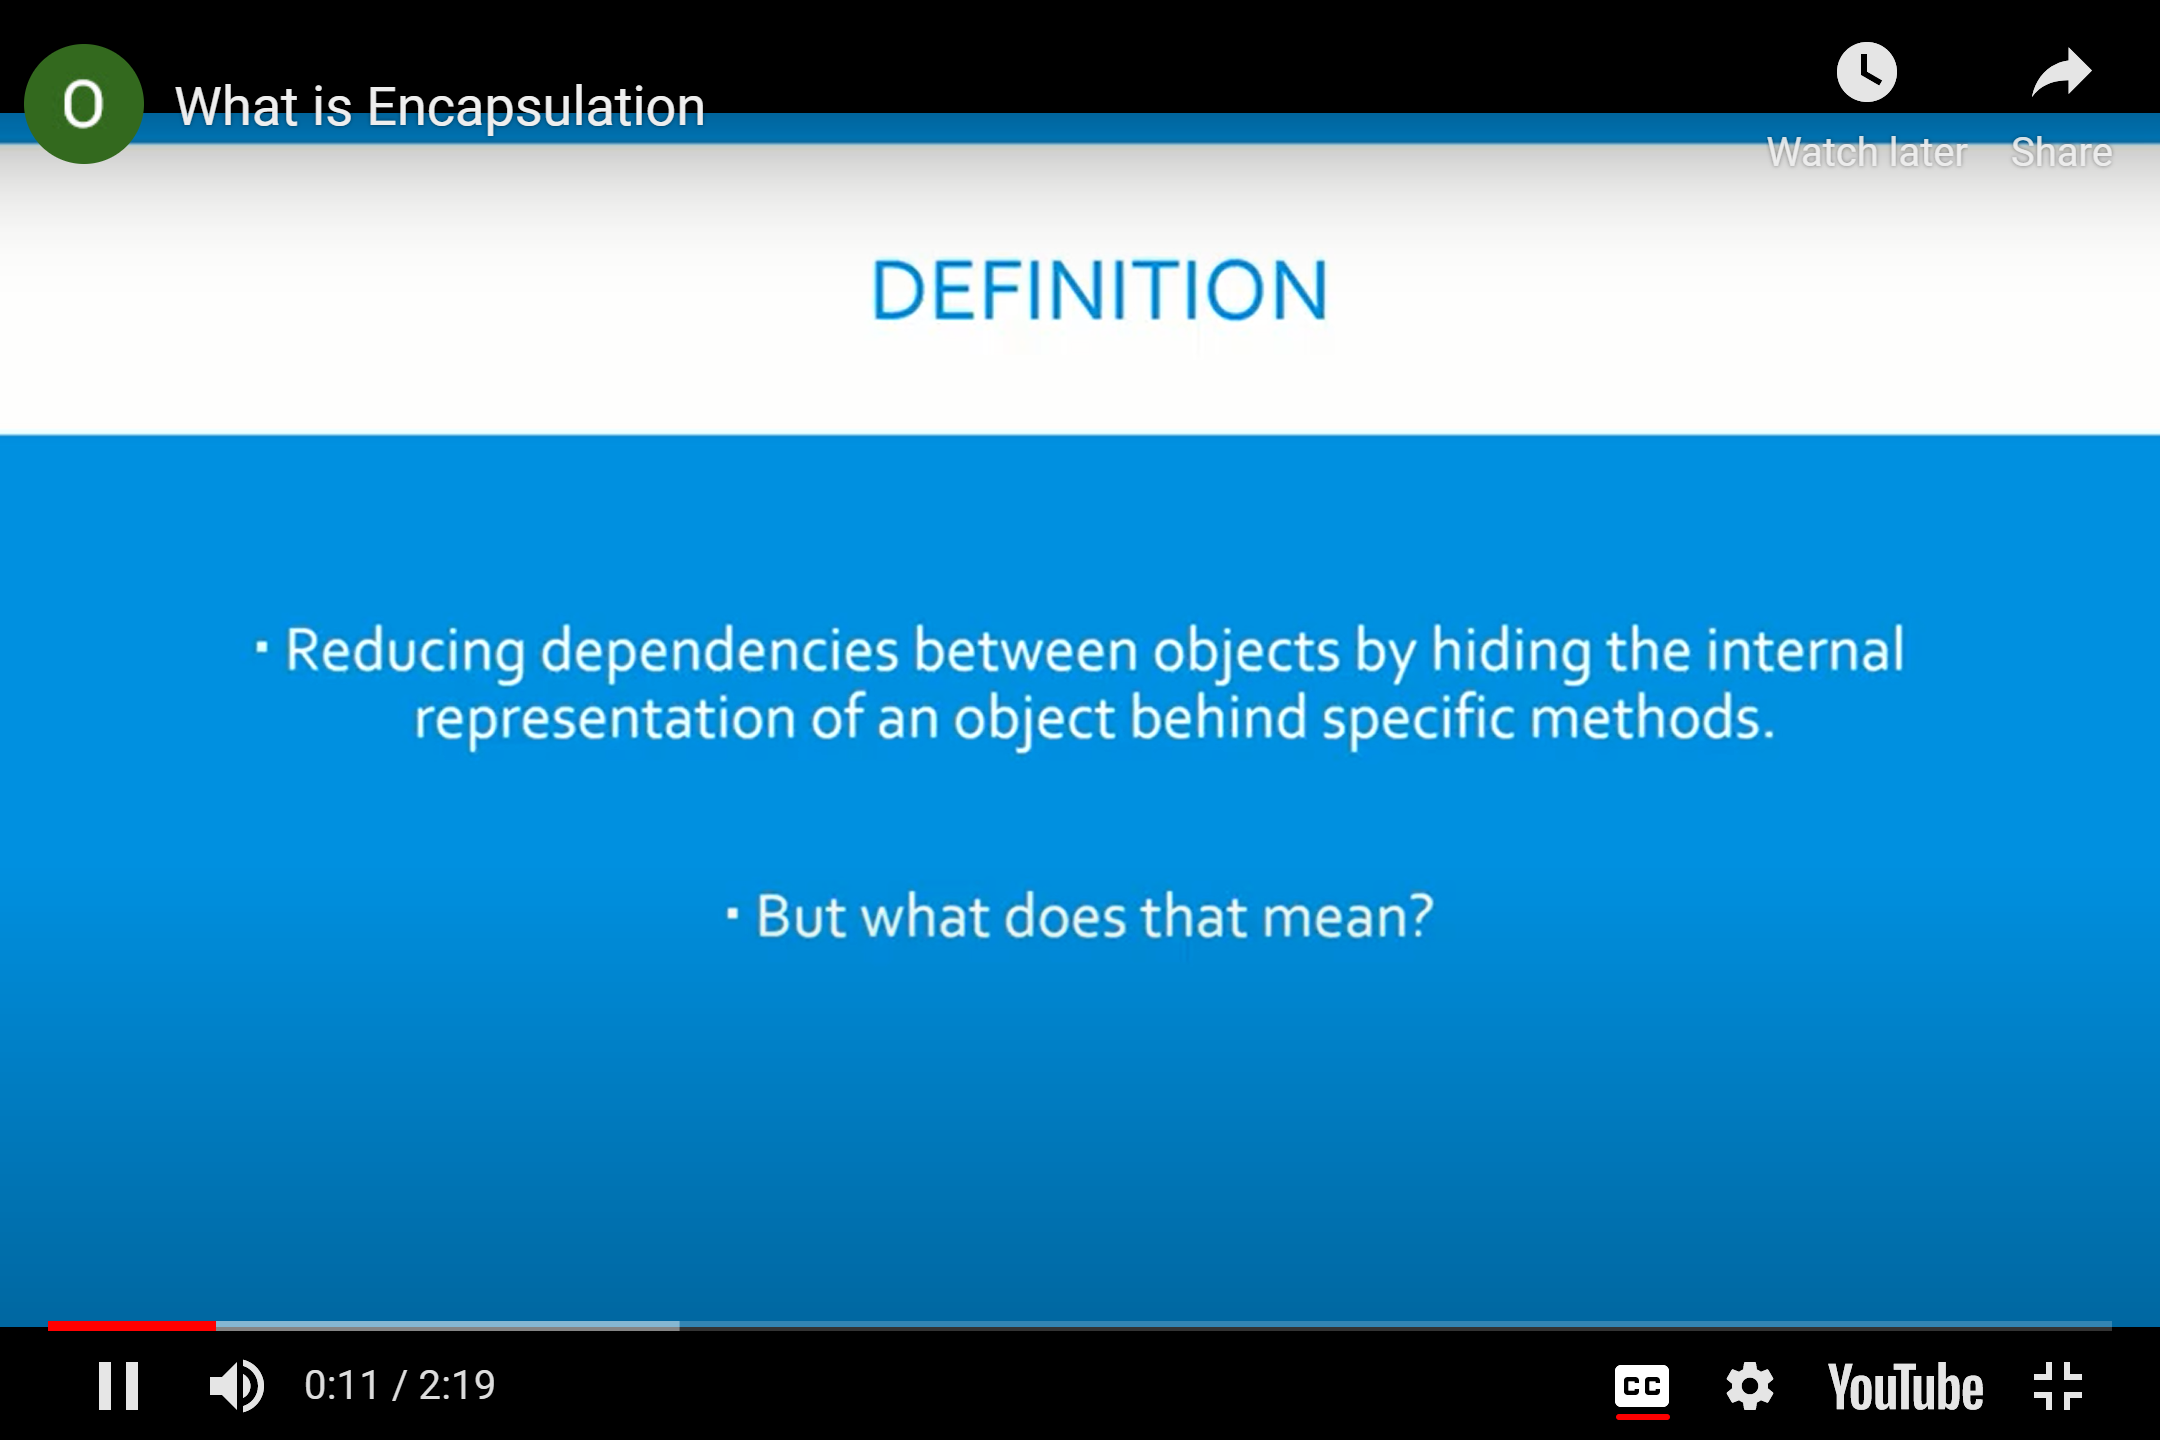 O
What is Encapsulation
Watch later
Share
DEFINITION
▪ Reducing dependencies between objects by hiding the internal
representation of an object behind specific methods.
▪ But what does that mean?
0:11 / 2:19
CC
YouTube